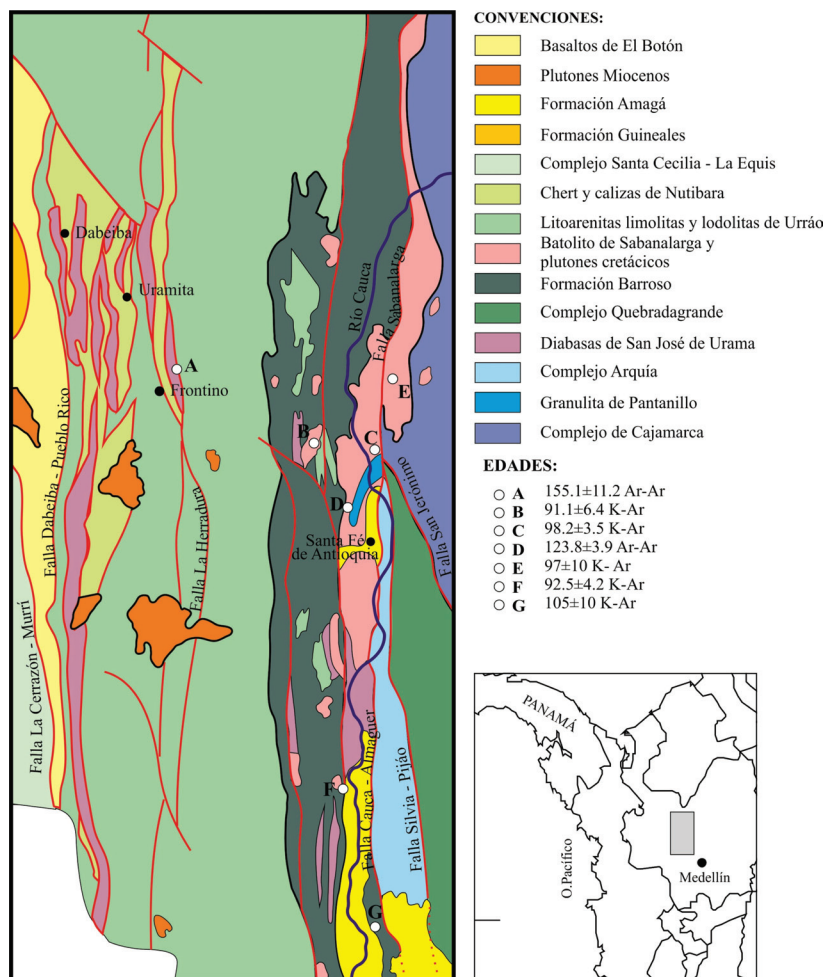 CONVENCIONES:
Basaltos de El Botón
Plutones Miocenos
Formación Amagá
Formación Guineales
Complejo Santa Cecilia - La Equis
Chert y calizas de Nutibara
Litoarenitas limolitas y lodolitas de Urráo
Batolito de Sabanalarga y
plutones cretácicos
Formación Barroso
Complejo Quebradagrande
Diabasas de San José de Urama
Complejo Arquía
Granulita de Pantanillo
Complejo de Cajamarca
EDADES:
A 155.1±11.2 Ar-Ar
B 91.1±6.4 K-Ar
C 98.2±3.5 K-Ar
D 123.8±3.9 Ar-Ar
E 97±10 K- Ar
F 92.5±4.2 K-Ar
G 105±10 K-Ar
Dabeiba
Uramita
A
Frontino
Río Cauca
Falla Sabanalarga
E
B
C
D
Santa Fé
de Antioquia
Falla San Jerónimo
Falla Dabeiba - Pueblo Rico
Falla La Herradura
Falla La Cerrazón - Murrí
F
Falla Cauca - Almaguer
Falla Silvia - Pijáo
G
PANAMÁ
O.Pacífico
Medellín